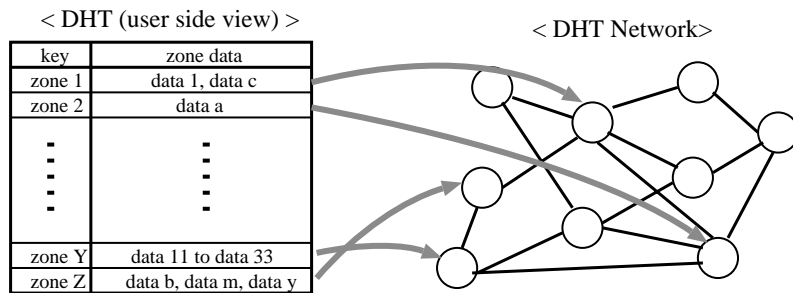 < DHT (user side view) >
key zone data
zone 1 data 1, data c
zone 2 data a
zone Y data 11 to data 33
zone Z data b, data m, data y
< DHT Network>